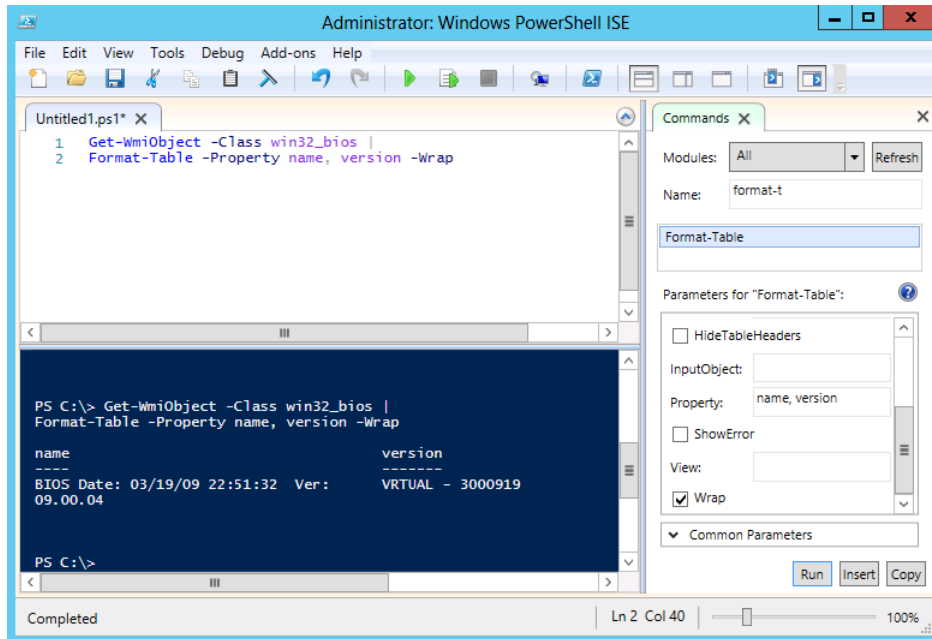 Administrator: Windows PowerShell ISE
File Edit View Tools Debug Add-ons Help
Untitled1.ps1* X
1 Get-WmiObject -Class win32_bios |
2 Format-Table -Property name, version -Wrap
PS C:\> Get-WmiObject -Class win32_bios |
Format-Table -Property name, version -Wrap
name version
---- -------
BIOS Date: 03/19/09 22:51:32 Ver: VRTUAL - 3000919
09.00.04
PS C:\>
Commands X
Modules: All Refresh
Name: format-t
Format-Table
Parameters for "Format-Table":
HideTableHeaders
InputObject:
Property: name, version
ShowError
View:
Wrap
Common Parameters
Run Insert Copy
Completed Ln 2 Col 40 100%